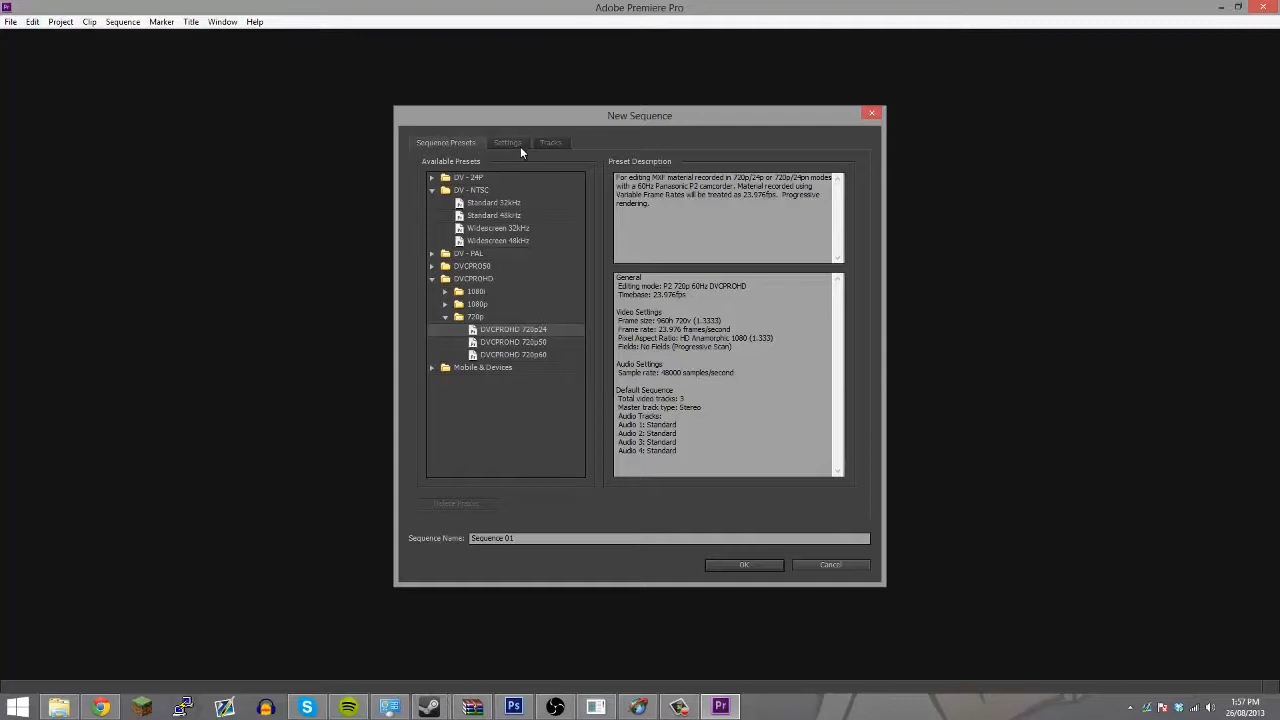 Adobe Premiere Pro
File Edit Project Clip Sequence Marker Title Window Help
New Sequence
Sequence Presets Settings Tracks
Available Presets
DV - 24P
DV - NTSC
Standard 32kHz
Standard 48kHz
Widescreen 32kHz
Widescreen 48kHz
DV - PAL
DVCPRO50
DVCPROHD
1080i
1080p
720p
DVCPROHD 720p24
DVCPROHD 720p50
DVCPROHD 720p60
Mobile & Devices
Delete Preset
Preset Description
For editing MXF material recorded in 720p/24p or 720p/24pn modes
with a 60Hz Panasonic P2 camcorder. Material recorded using
Variable Frame Rates will be treated as 23.976fps. Progressive
rendering.
General
Editing mode: P2 720p 60Hz DVCPROHD
Timebase: 23.976fps
Video Settings
Frame size: 960h 720v (1.3333)
Frame rate: 23.976 frames/second
Pixel Aspect Ratio: HD Anamorphic 1080 (1.333)
Fields: No Fields (Progressive Scan)
Audio Settings
Sample rate: 48000 samples/second
Default Sequence
Total video tracks: 3
Master track type: Stereo
Audio Tracks:
Audio 1: Standard
Audio 2: Standard
Audio 3: Standard
Audio 4: Standard
Sequence Name: Sequence 01
OK Cancel
Ps Pr
1:57 PM
26/08/2013